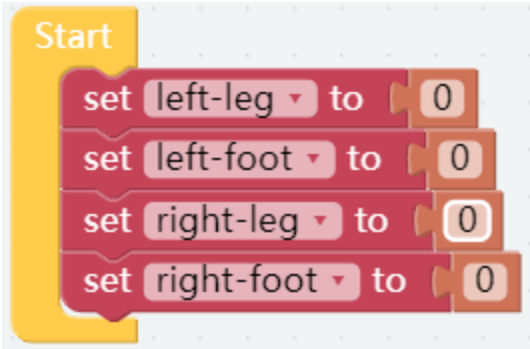 Start
set left-leg to 0
set left-foot to 0
set right-leg to 0
set right-foot to 0